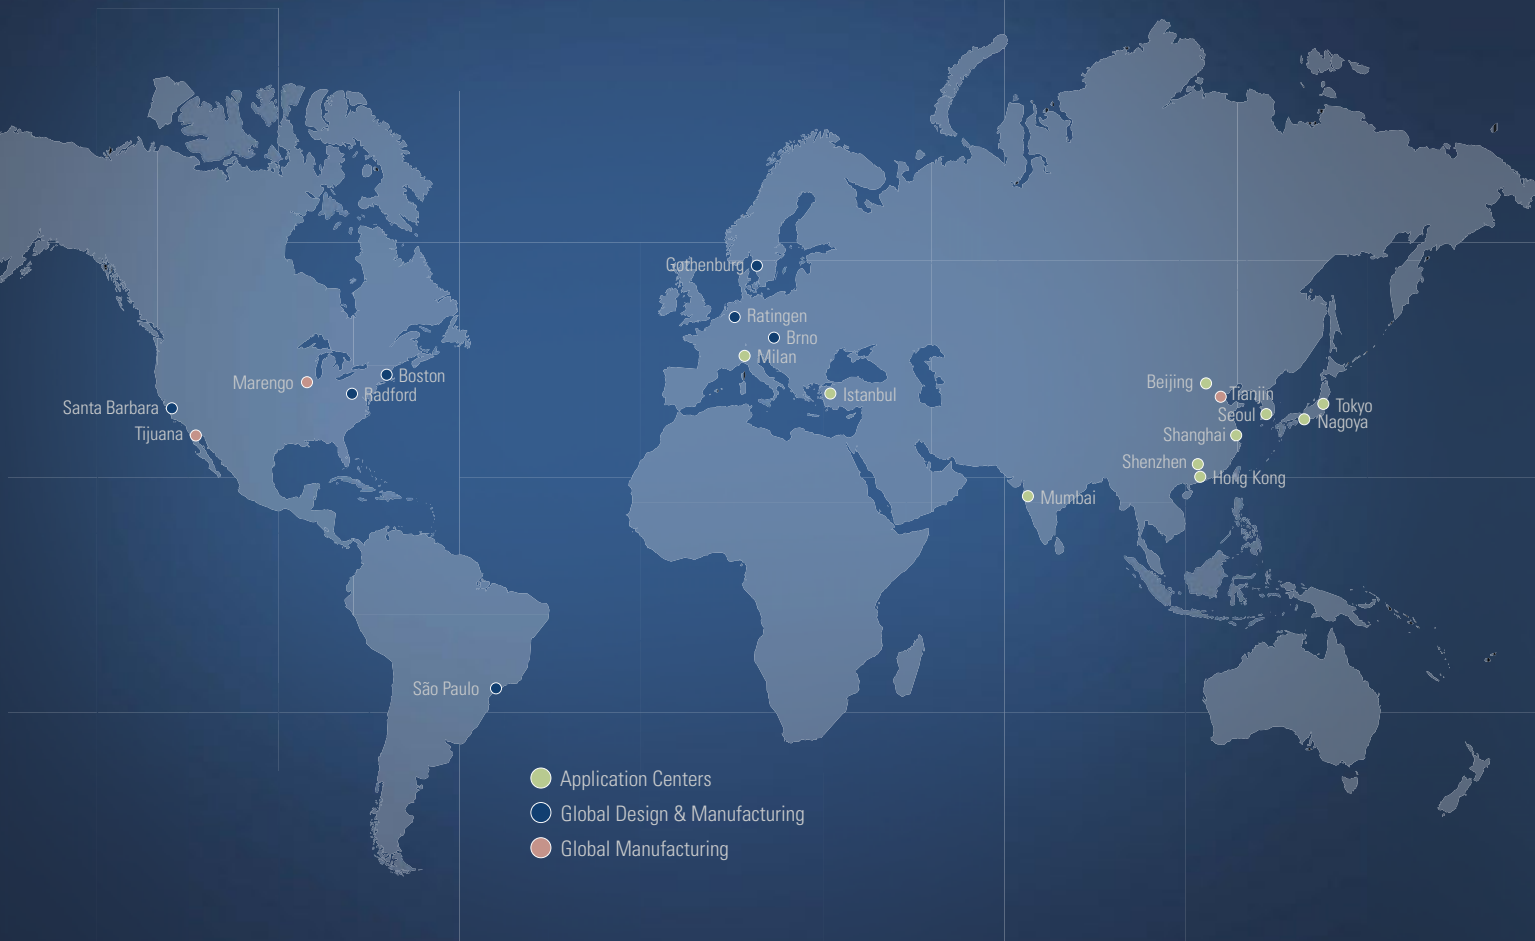 Gothenburg
Ratingen
Brno
Milan
Istanbul
Marengo
Boston
Radford
Santa Barbara
Tijuana
Beijing
Tianjin
Seoul
Tokyo
Nagoya
Shanghai
Shenzhen
Hong Kong
Mumbai
São Paulo
Application Centers
Global Design & Manufacturing
Global Manufacturing